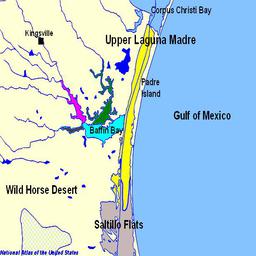 Corpus Christi Bay
Kingsville
Upper Laguna Madre
Padre
Island
Gulf of Mexico
Baffin Bay
Wild Horse Desert
Saltillo Flats
National Atlas of the United States